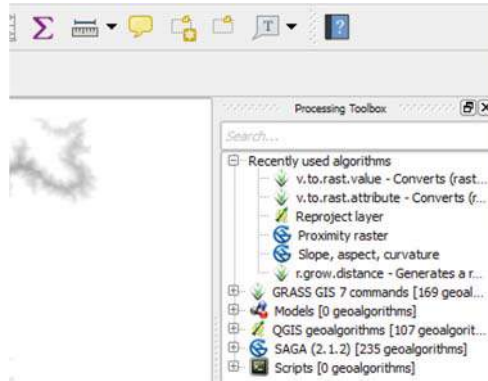 Processing Toolbox
Search...
Recently used algorithms
v.to.rast.value - Converts (rast...
v.to.rast.attribute - Converts (r...
Reproject layer
Proximity raster
Slope, aspect, curvature
r.grow.distance - Generates a r...
GRASS GIS 7 commands [169 geoal...
Models [0 geoalgorithms]
QGIS geoalgorithms [107 geoalgorit...
SAGA (2.1.2) [235 geoalgorithms]
Scripts [0 geoalgorithms]